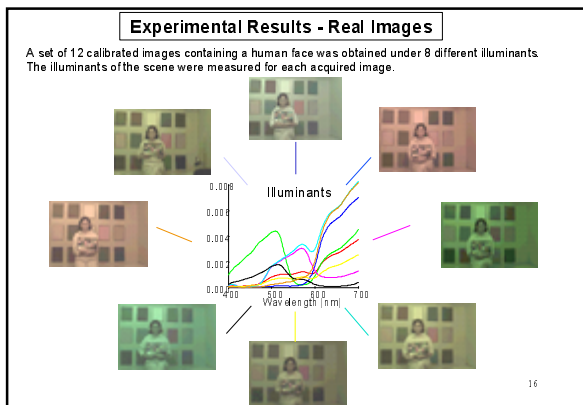 Experimental Results - Real Images
A set of 12 calibrated images containing a human face was obtained under 8 different illuminants.
The illuminants of the scene were measured for each acquired image.
Illuminants
0.008
0.006
0.004
0.002
0.000
400 500 600 700
Wavelength [nm]
16